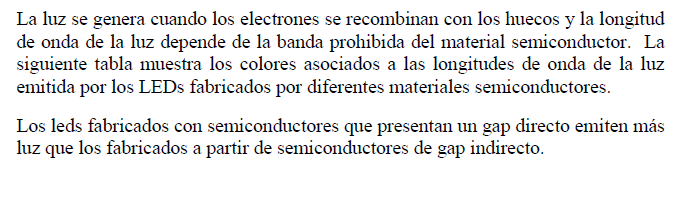 La luz se genera cuando los electrones se recombinan con los huecos y la longitud
de onda de la luz depende de la banda prohibida del material semiconductor. La
siguiente tabla muestra los colores asociados a las longitudes de onda de la luz
emitida por los LEDs fabricados por diferentes materiales semiconductores.
Los leds fabricados con semiconductores que presentan un gap directo emiten más
luz que los fabricados a partir de semiconductores de gap indirecto.